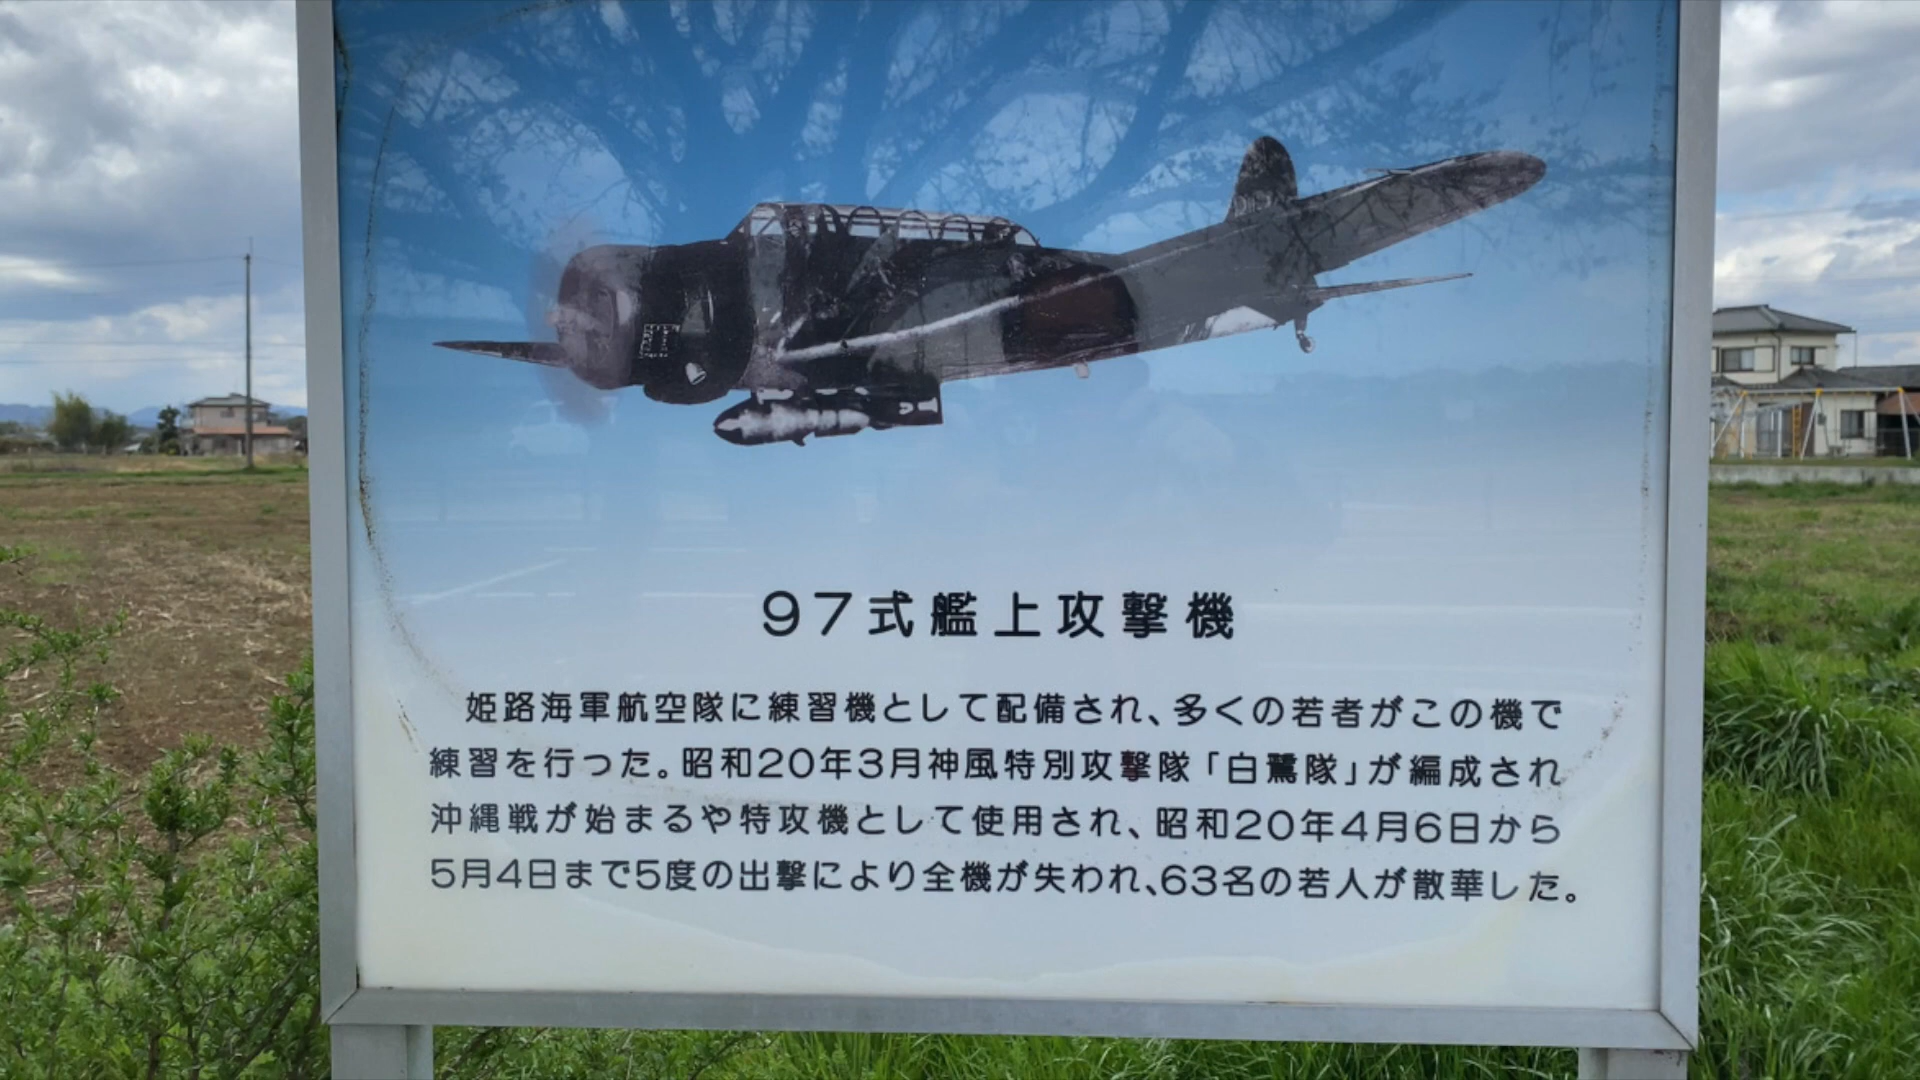 97式艦上攻撃機
姫路海軍航空隊に練習機として配備され、多くの若者がこの機で
練習を行った。昭和20年3月神風特別攻撃隊「白鷺隊」が編成され
沖縄戦が始まるや特攻機として使用され、昭和20年4月6日から
5月4日まで5度の出撃により全機が失われ、63名の若人が散華した。